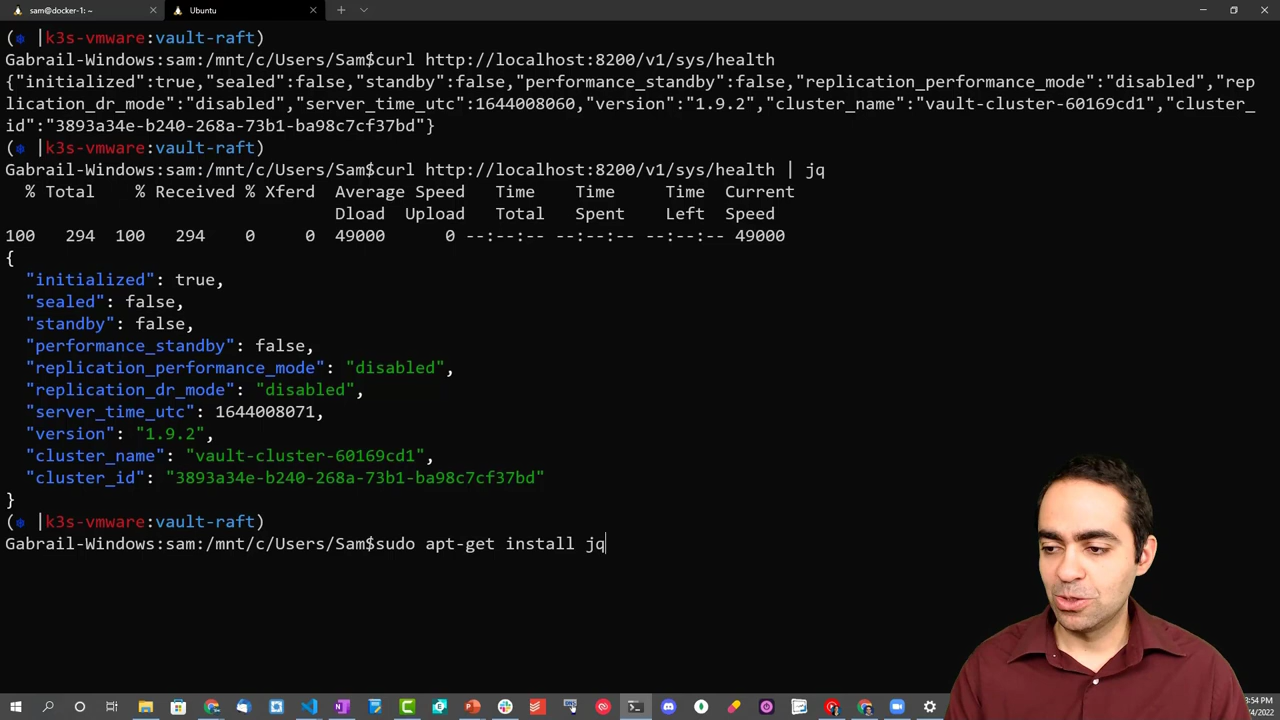 sam@docker-1: ~
Ubuntu
(⎈ |k3s-vmware:vault-raft)
Gabrail-Windows:sam:/mnt/c/Users/Sam$curl http://localhost:8200/v1/sys/health
{"initialized":true,"sealed":false,"standby":false,"performance_standby":false,"replication_performance_mode":"disabled","rep
lication_dr_mode":"disabled","server_time_utc":1644008060,"version":"1.9.2","cluster_name":"vault-cluster-60169cd1","cluster_
id":"3893a34e-b240-268a-73b1-ba98c7cf37bd"}
(⎈ |k3s-vmware:vault-raft)
Gabrail-Windows:sam:/mnt/c/Users/Sam$curl http://localhost:8200/v1/sys/health | jq
% Total % Received % Xferd Average Speed Time Time Time Current
Dload Upload Total Spent Left Speed
100 294 100 294 0 0 49000 0 --:--:-- --:--:-- --:--:-- 49000
{
"initialized": true,
"sealed": false,
"standby": false,
"performance_standby": false,
"replication_performance_mode": "disabled",
"replication_dr_mode": "disabled",
"server_time_utc": 1644008071,
"version": "1.9.2",
"cluster_name": "vault-cluster-60169cd1",
"cluster_id": "3893a34e-b240-268a-73b1-ba98c7cf37bd"
}
(⎈ |k3s-vmware:vault-raft)
Gabrail-Windows:sam:/mnt/c/Users/Sam$sudo apt-get install jq
:54 PM
/4/2022